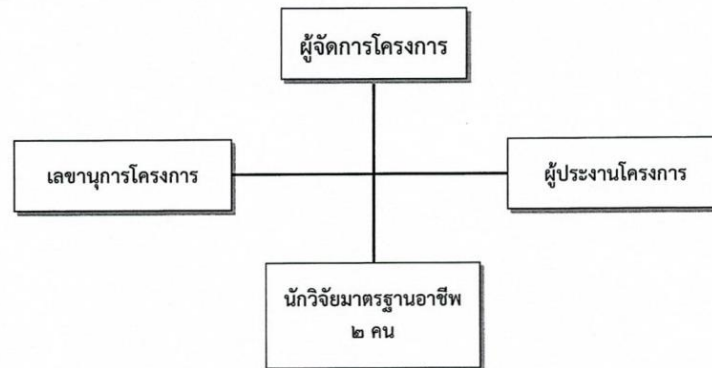 ผู้จัดการโครงการ
เลขานุการโครงการ
ผู้ประงานโครงการ
นักวิจัยมาตรฐานอาชีพ
๒ คน